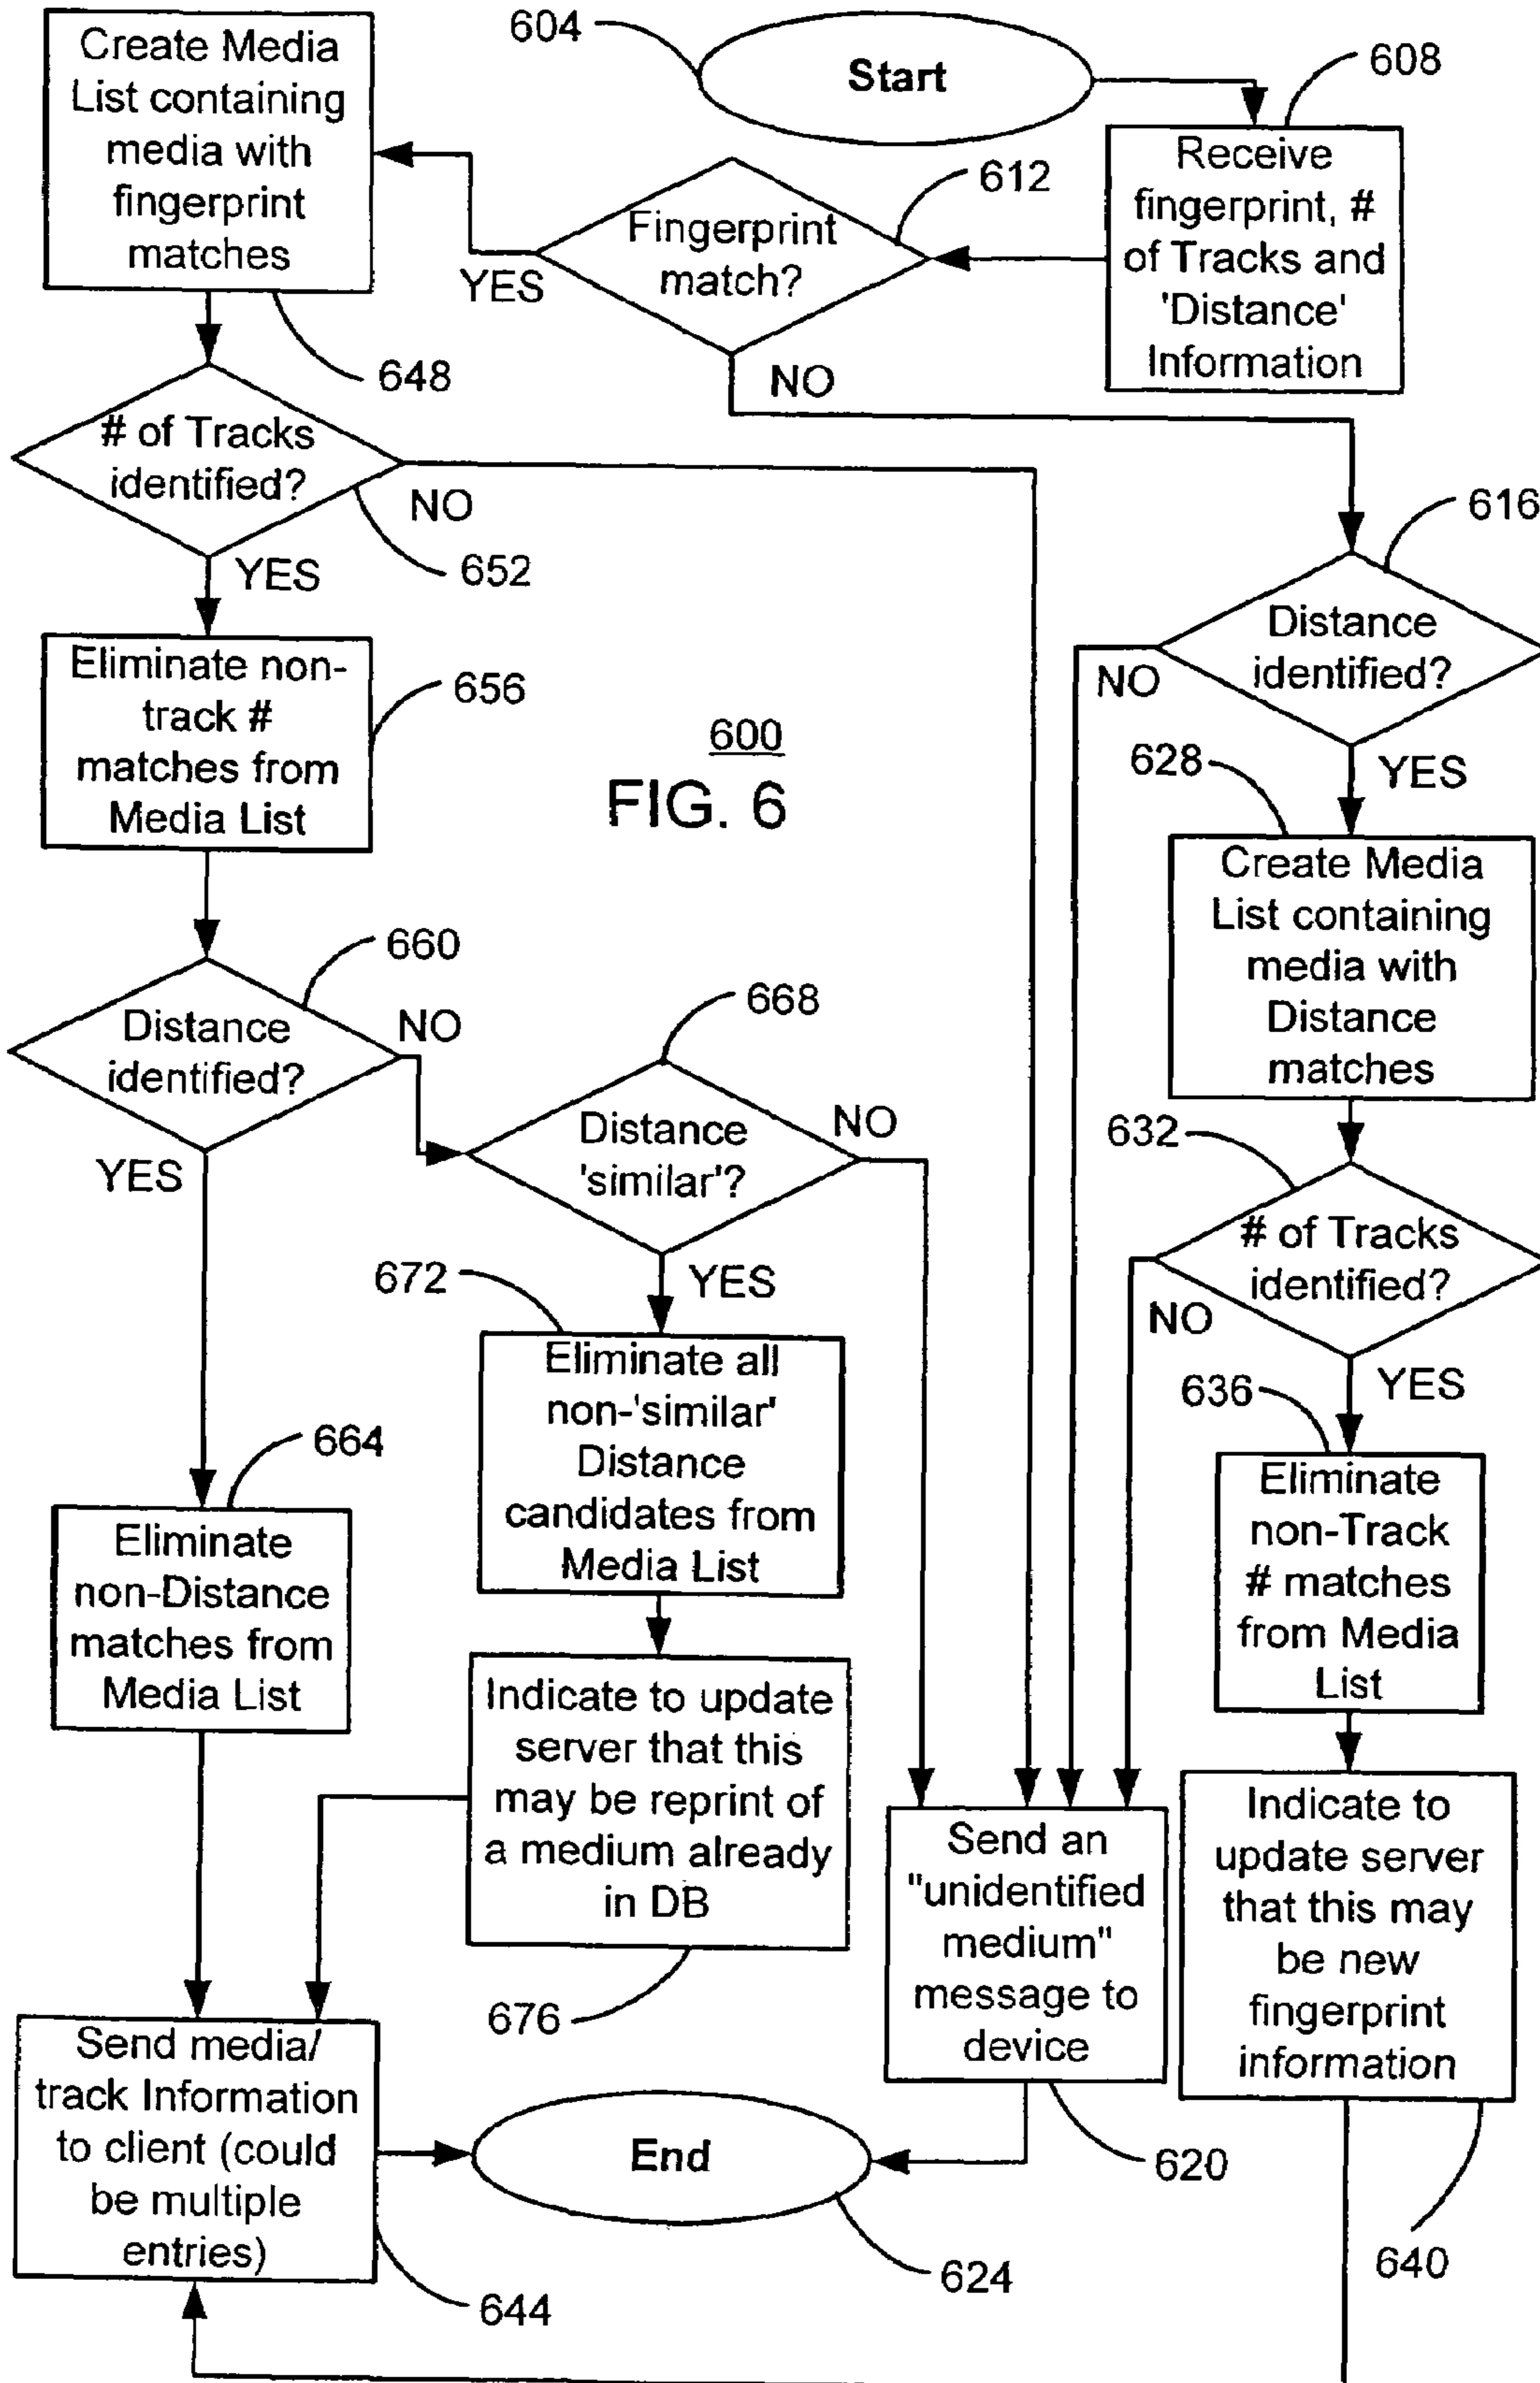 604
Start
608
Receive
fingerprint, #
of Tracks and
'Distance'
Information
612
Fingerprint
match?
YES
NO
Create Media
List containing
media with
fingerprint
matches
648
# of Tracks
identified?
NO
652
YES
Eliminate non-
track #
matches from
Media List
656
600
FIG. 6
616
Distance
identified?
NO
YES
628
Create Media
List containing
media with
Distance
matches
632
# of Tracks
identified?
NO
YES
636
Eliminate
non-Track
# matches
from Media
List
Indicate to
update server
that this may
be new
fingerprint
information
640
660
Distance
identified?
NO
YES
668
Distance
'similar'?
NO
YES
672
Eliminate all
non-'similar'
Distance
candidates from
Media List
664
Eliminate
non-Distance
matches from
Media List
Indicate to update
server that this
may be reprint of
a medium already
in DB
676
Send an
"unidentified
medium"
message to
device
620
Send media/
track Information
to client (could
be multiple
entries)
644
End
624